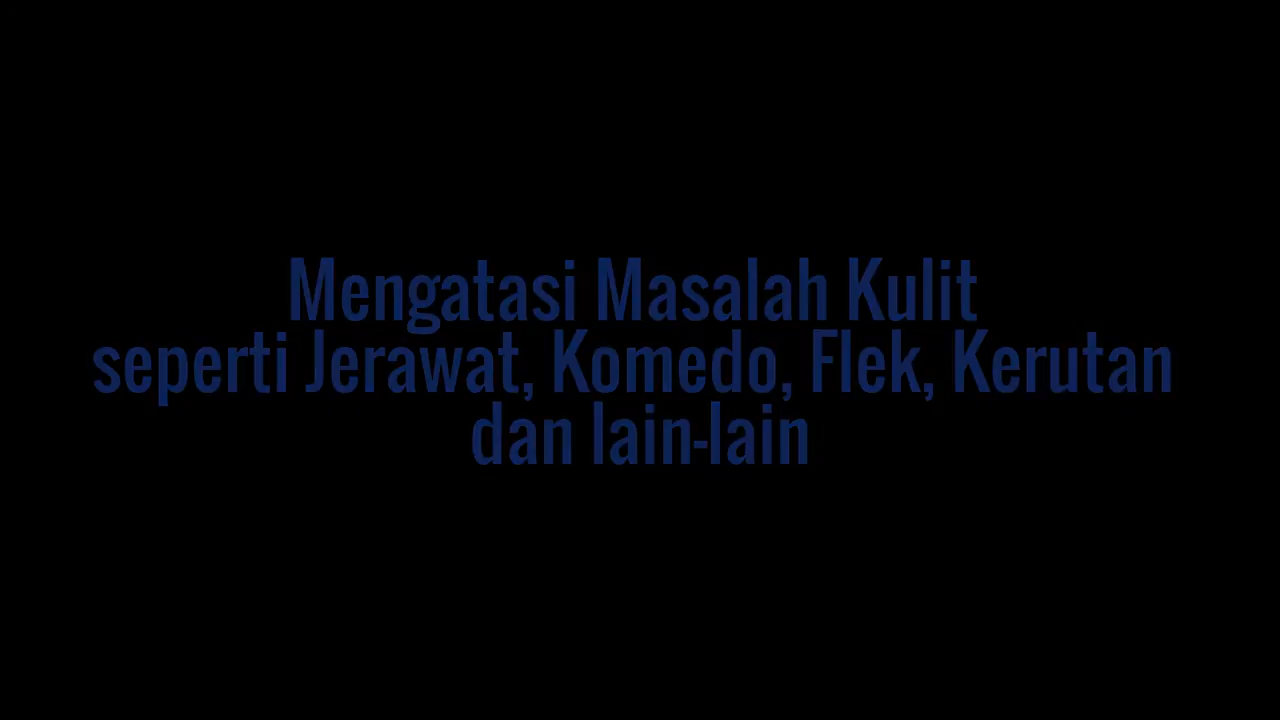 Mengatasi Masalah Kulit
seperti Jerawat, Komedo, Flek, Kerutan
dan lain-lain